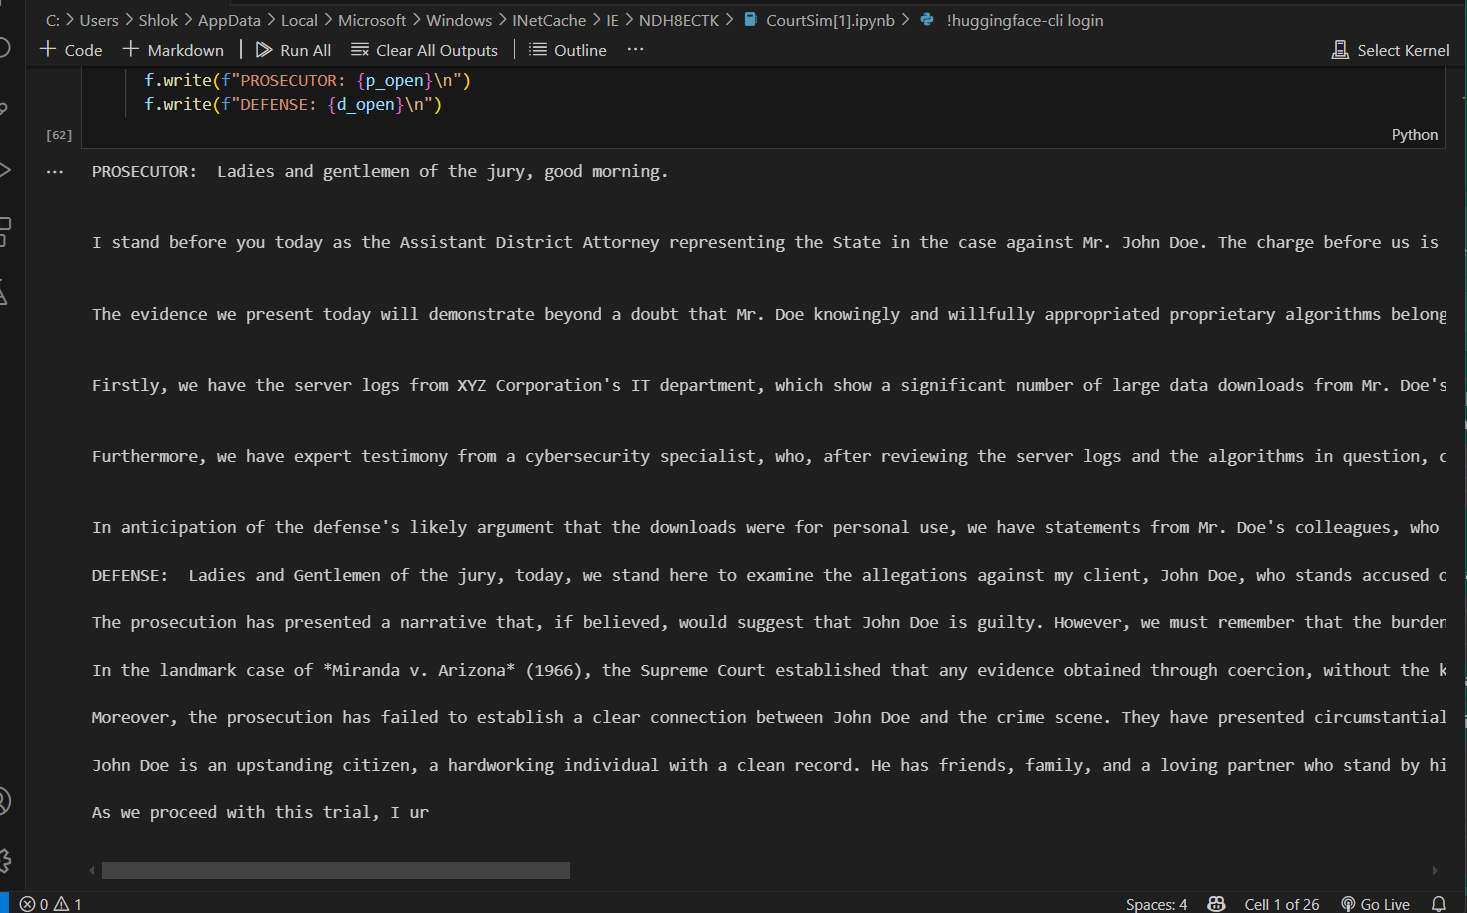 C: > Users > Shlok > AppData > Local > Microsoft > Windows > INetCache > IE > NDH8ECTK > CourtSim[1].ipynb > !huggingface-cli login
+ Code + Markdown | Run All Clear All Outputs | Outline ...
Select Kernel
f.write(f"PROSECUTOR: {p_open}\n")
f.write(f"DEFENSE: {d_open}\n")
[62]
Python
... PROSECUTOR:  Ladies and gentlemen of the jury, good morning.
I stand before you today as the Assistant District Attorney representing the State in the case against Mr. John Doe. The charge before us is
The evidence we present today will demonstrate beyond a doubt that Mr. Doe knowingly and willfully appropriated proprietary algorithms belong
Firstly, we have the server logs from XYZ Corporation's IT department, which show a significant number of large data downloads from Mr. Doe's
Furthermore, we have expert testimony from a cybersecurity specialist, who, after reviewing the server logs and the algorithms in question, c
In anticipation of the defense's likely argument that the downloads were for personal use, we have statements from Mr. Doe's colleagues, who
DEFENSE:  Ladies and Gentlemen of the jury, today, we stand here to examine the allegations against my client, John Doe, who stands accused o
The prosecution has presented a narrative that, if believed, would suggest that John Doe is guilty. However, we must remember that the burden
In the landmark case of *Miranda v. Arizona* (1966), the Supreme Court established that any evidence obtained through coercion, without the k
Moreover, the prosecution has failed to establish a clear connection between John Doe and the crime scene. They have presented circumstantial
John Doe is an upstanding citizen, a hardworking individual with a clean record. He has friends, family, and a loving partner who stand by hi
As we proceed with this trial, I ur
0 1
Spaces: 4 Cell 1 of 26 Go Live